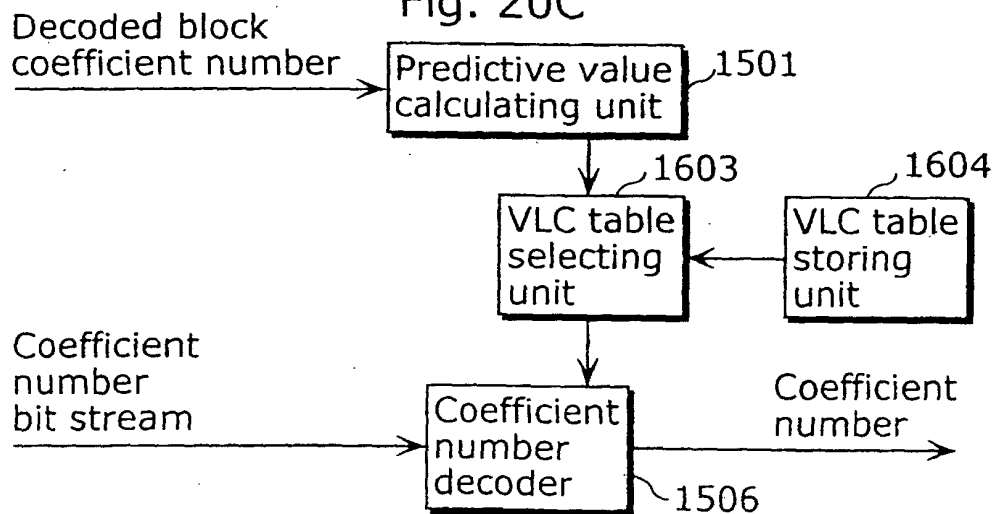 Fig. 20C
Decoded block
coefficient number
Predictive value
calculating unit
1501
1603
1604
VLC table
selecting
unit
VLC table
storing
unit
Coefficient
number
bit stream
Coefficient
number
decoder
Coefficient
number
1506